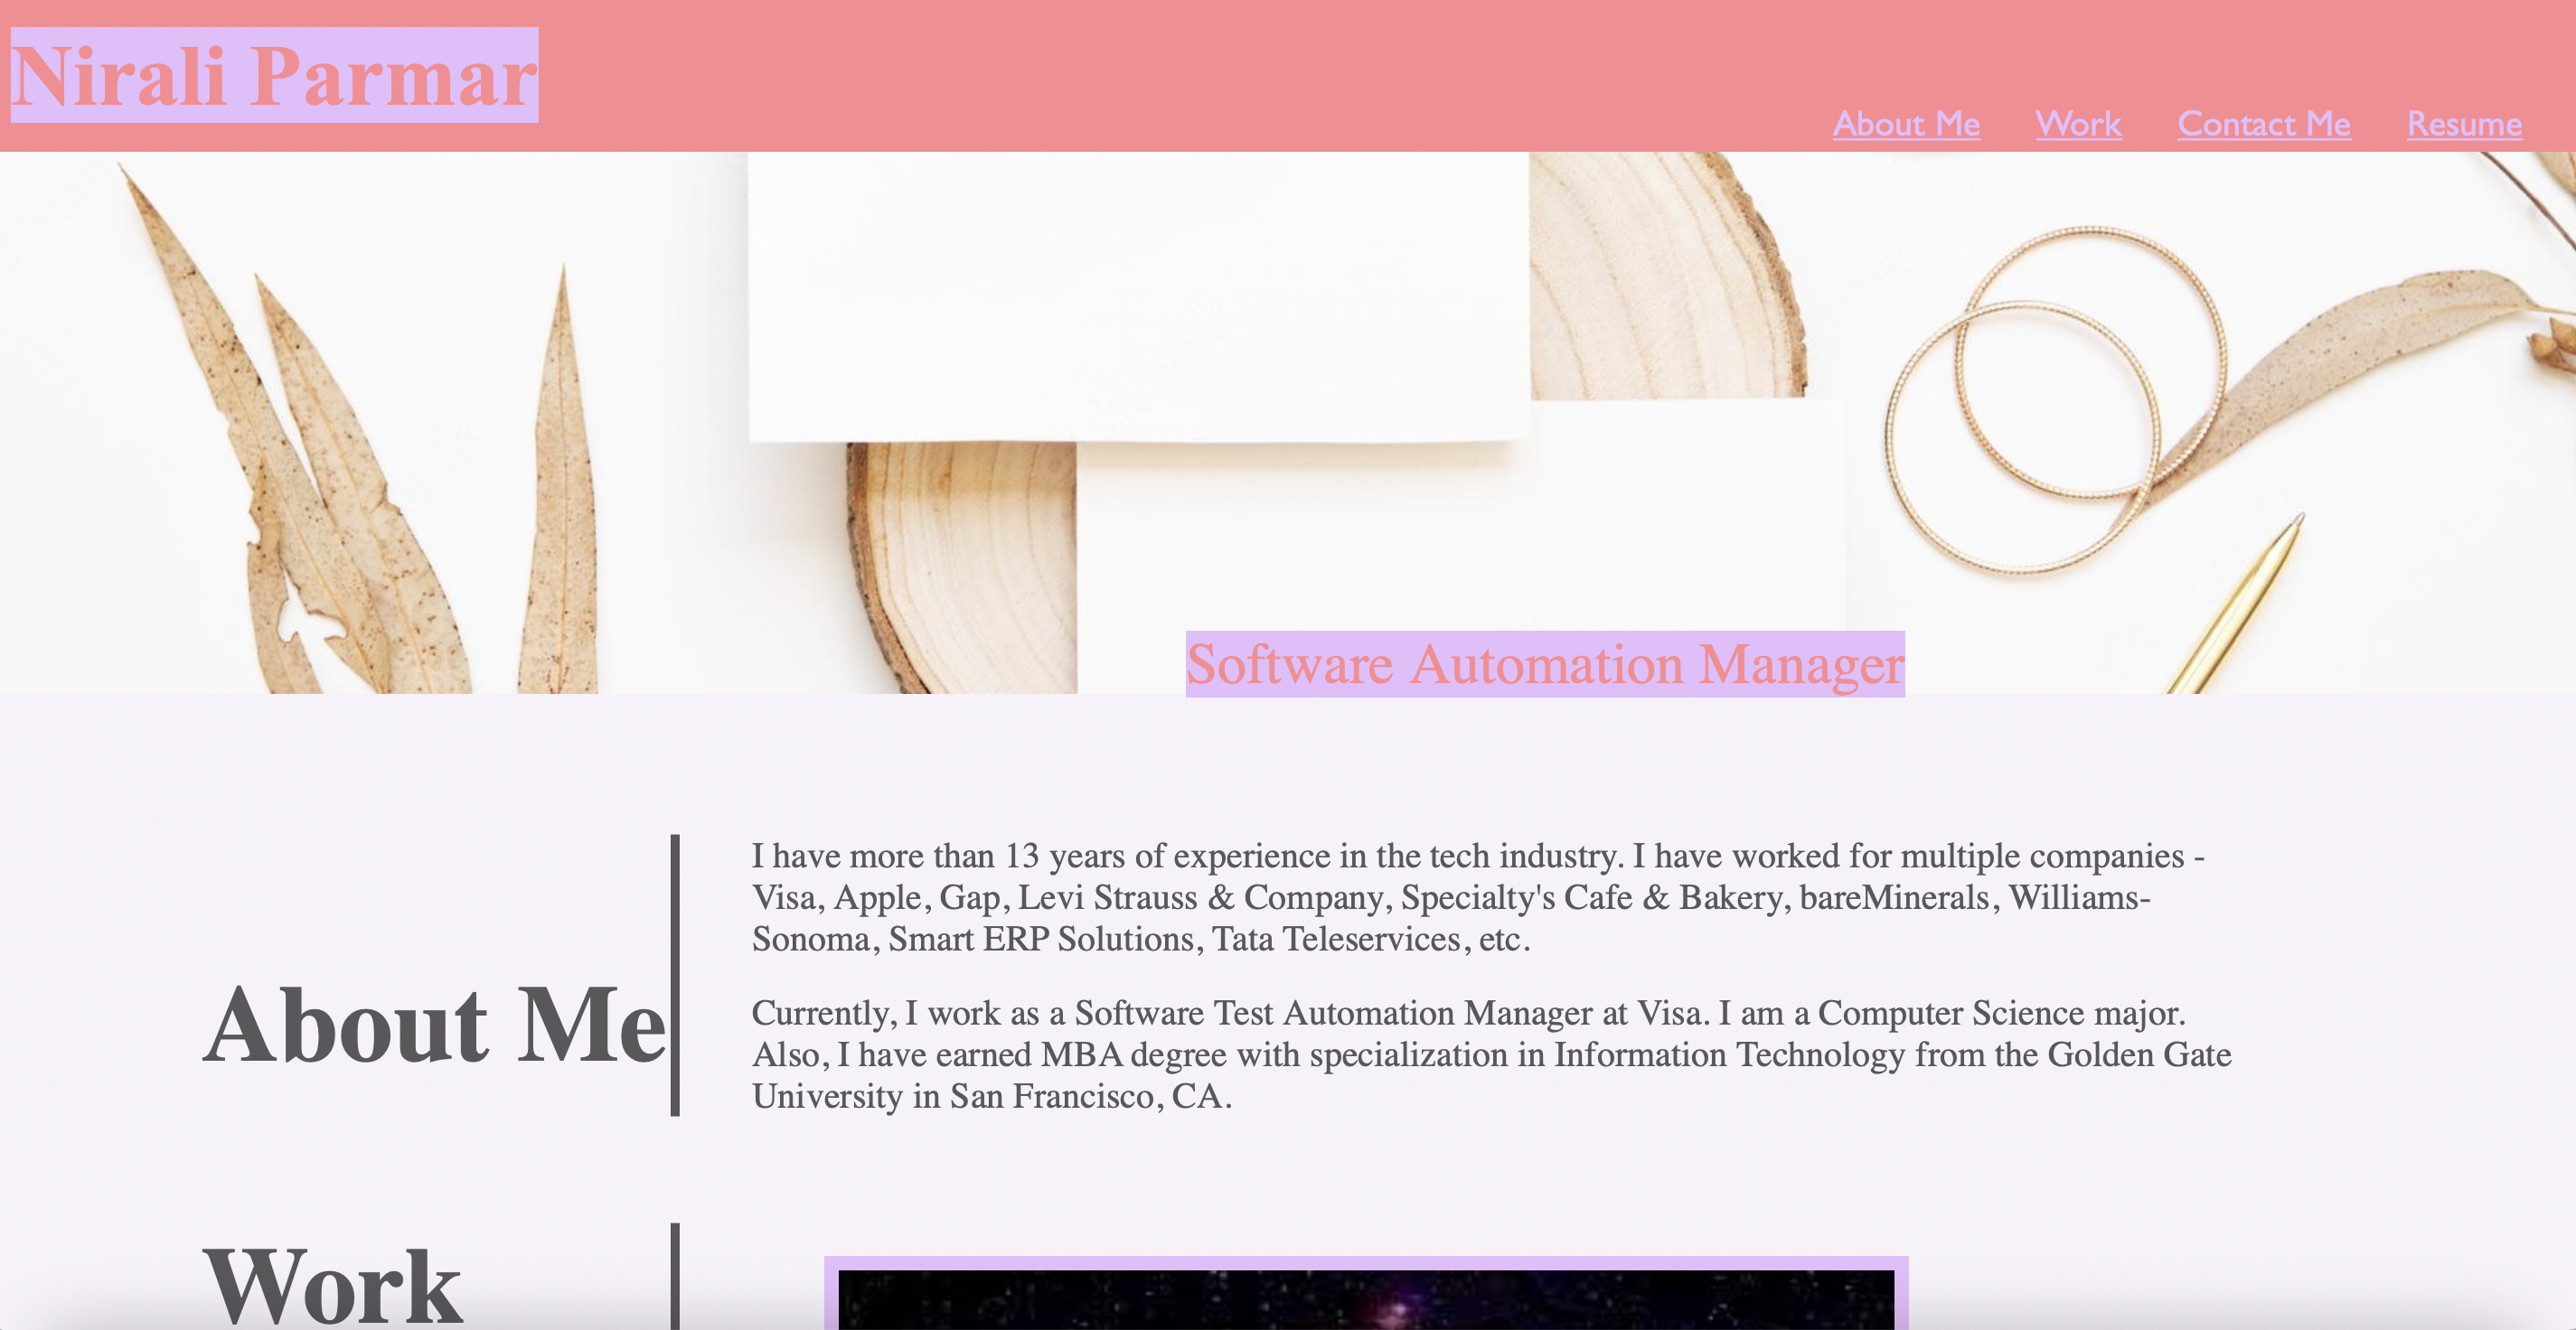 Nirali Parmar
About Me Work Contact Me Resume
Software Automation Manager
About Me
I have more than 13 years of experience in the tech industry. I have worked for multiple companies -
Visa, Apple, Gap, Levi Strauss & Company, Specialty's Cafe & Bakery, bareMinerals, Williams-
Sonoma, Smart ERP Solutions, Tata Teleservices, etc.
Currently, I work as a Software Test Automation Manager at Visa. I am a Computer Science major.
Also, I have earned MBA degree with specialization in Information Technology from the Golden Gate
University in San Francisco, CA.
Work